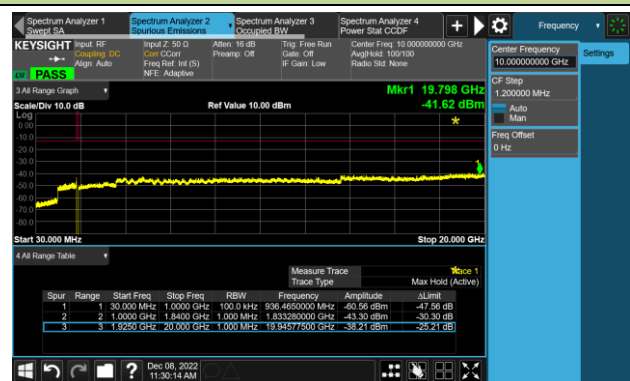 Spectrum Analyzer 1
Swept SA
Spectrum Analyzer 2
Spurious Emissions
Spectrum Analyzer 3
Occupied BW
Spectrum Analyzer 4
Power Stat CCDF
Frequency
KEYSIGHT
Input: RF
Coupling: DC
Align: Auto
Input Z: 50 Ω
Corr CCorr
Freq Ref: Int (S)
NFE: Adaptive
Atten: 16 dB
Preamp: Off
Trig: Free Run
Gate: Off
IF Gain: Low
Center Freq: 10.000000000 GHz
Avg|Hold: 100/100
Radio Std: None
PASS
Center Frequency
10.000000000 GHz
Settings
CF Step
1.200000 MHz
Auto
Man
Freq Offset
0 Hz
3 All Range Graph
Mkr1 19.798 GHz
Scale/Div 10.0 dB
Ref Value 10.00 dBm
-41.62 dBm
Log
0.00
-10.0
-20.0
-30.0
-40.0
-50.0
-60.0
-70.0
-80.0
Start 30.000 MHz
Stop 20.000 GHz
4 All Range Table
Measure Trace
Trace 1
Trace Type
Max Hold (Active)
Spur Range Start Freq Stop Freq RBW Frequency Amplitude ΔLimit
1 1 30.000 MHz 1.0000 GHz 100.0 kHz 936.4650000 MHz -60.56 dBm -47.56 dB
2 2 1.0000 GHz 1.8400 GHz 1.000 MHz 1.833280000 GHz -43.30 dBm -30.30 dB
3 3 1.9250 GHz 20.000 GHz 1.000 MHz 19.94577500 GHz -38.21 dBm -25.21 dB
Dec 08, 2022
11:30:14 AM